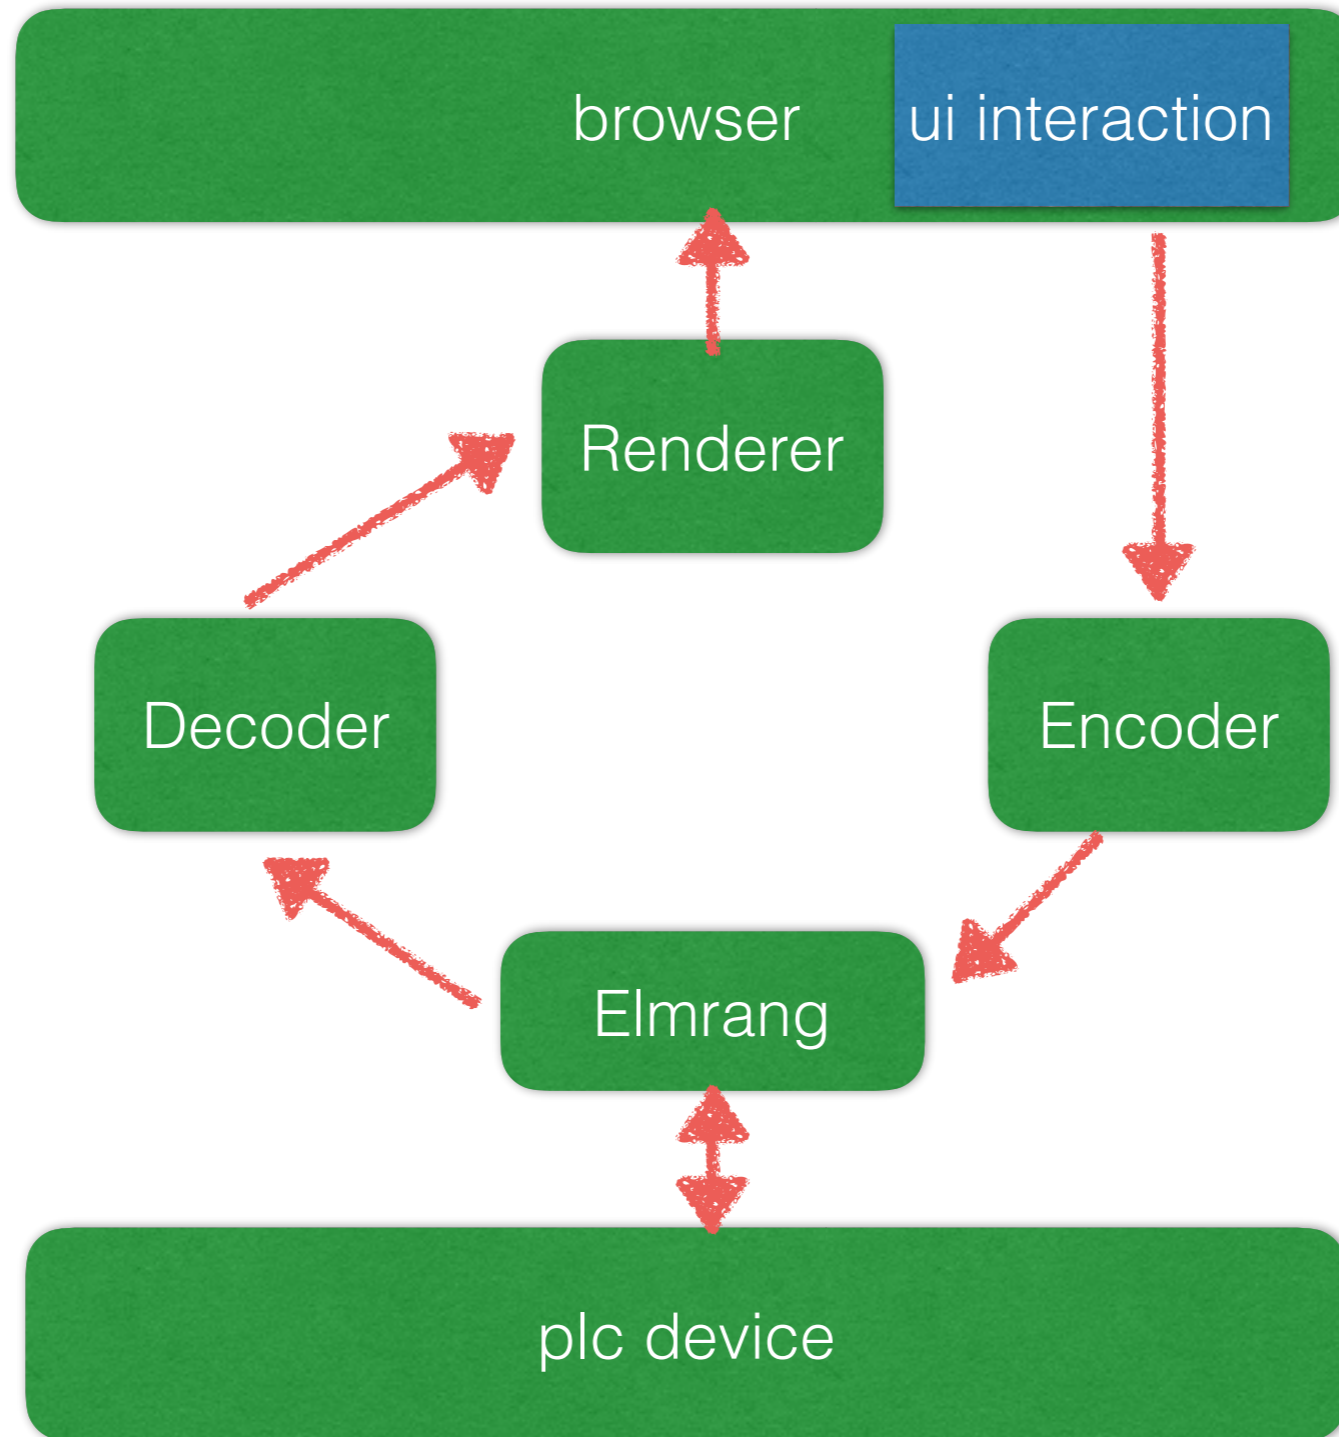 browser
ui interaction
Renderer
Decoder
Encoder
Elmrang
plc device